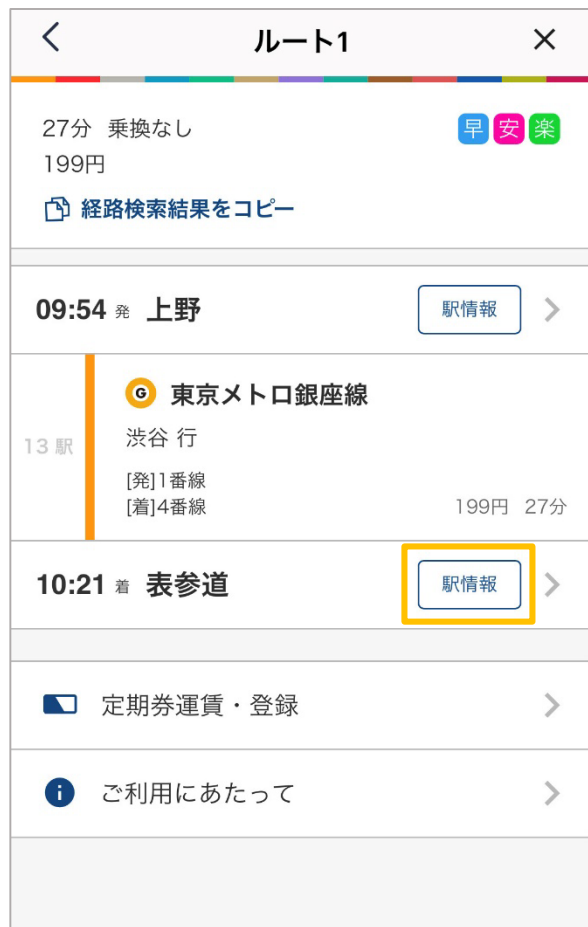 ルート1
27分 乗換なし
早 安 楽
199円
経路検索結果をコピー
09:54 発 上野 駅情報
G 東京メトロ銀座線
渋谷 行
13 駅
[発]1番線
[着]4番線 199円 27分
10:21 着 表参道 駅情報
定期券運賃・登録
i ご利用にあたって